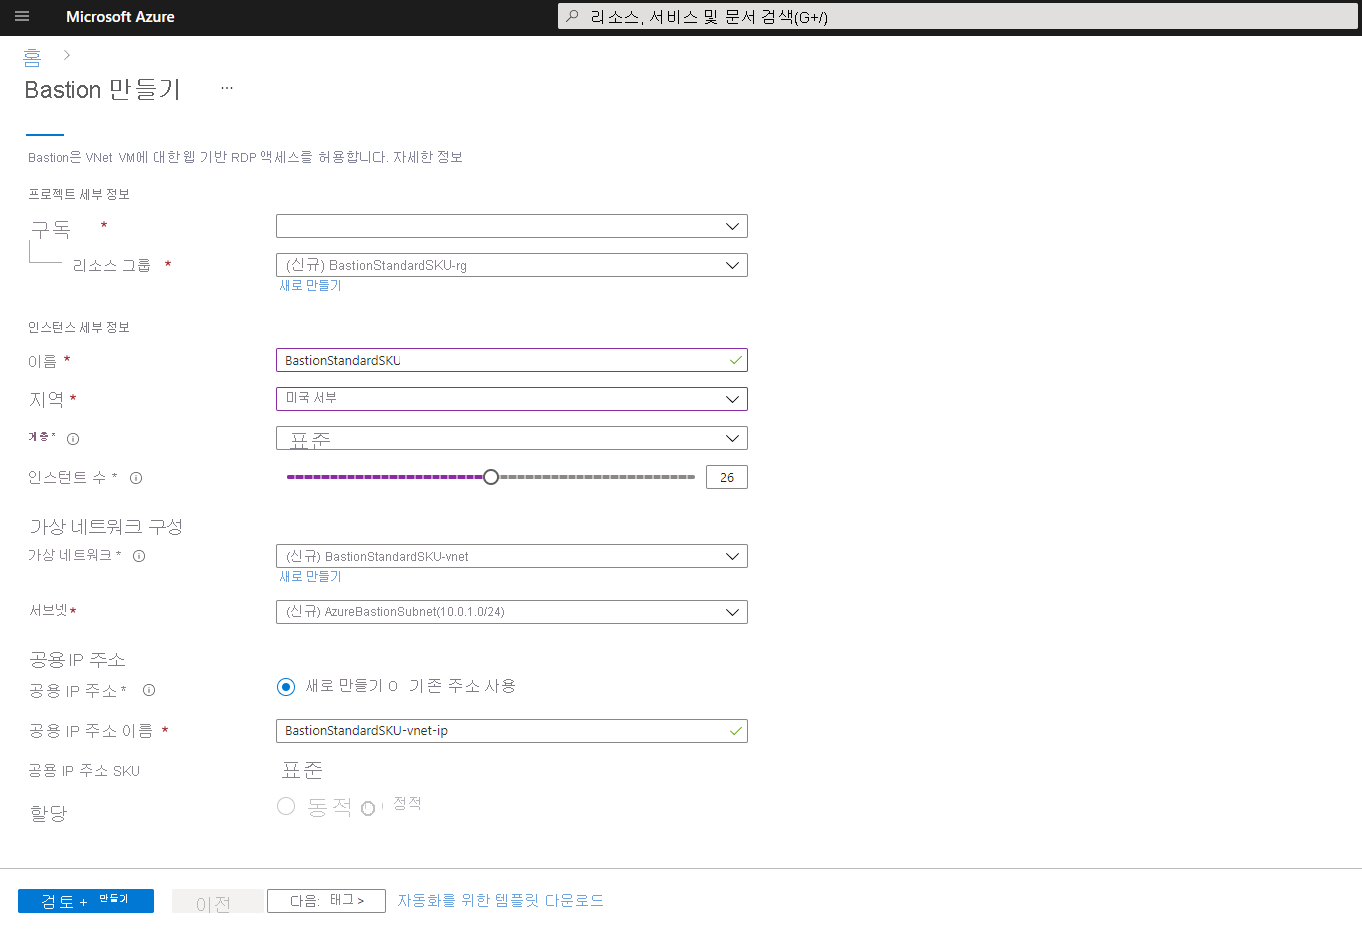 Microsoft Azure
리소스, 서비스 및 문서 검색(G+/)
홈 >
Bastion 만들기 ...
Bastion은 VNet VM에 대한 웹 기반 RDP 액세스를 허용합니다. 자세한 정보
프로젝트 세부 정보
구독 *
리소스 그룹 *
(신규) BastionStandardSKU-rg
새로 만들기
인스턴스 세부 정보
이름 *
BastionStandardSKU
지역 *
미국 서부
계층 *
표준
인스턴트 수 *
26
가상 네트워크 구성
가상 네트워크 *
(신규) BastionStandardSKU-vnet
새로 만들기
서브넷 *
(신규) AzureBastionSubnet(10.0.1.0/24)
공용 IP 주소
공용 IP 주소 *
새로 만들기 O 기존 주소 사용
공용 IP 주소 이름 *
BastionStandardSKU-vnet-ip
공용 IP 주소 SKU
표준
할당
동적 정적
검토 + 만들기
이전
다음: 태그 >
자동화를 위한 템플릿 다운로드